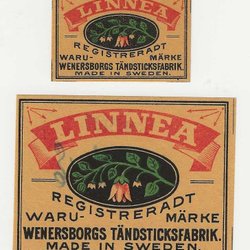 LINNEA
REGISTRERADT
WARU- MÄRKE
WENERSBORGS TÄNDSTICKSFABRIK.
MADE IN SWEDEN.
LINNEA
REGISTRERADT
WARU- MÄRKE
WENERSBORGS TÄNDSTICKSFABRIK.
MADE IN SWEDEN